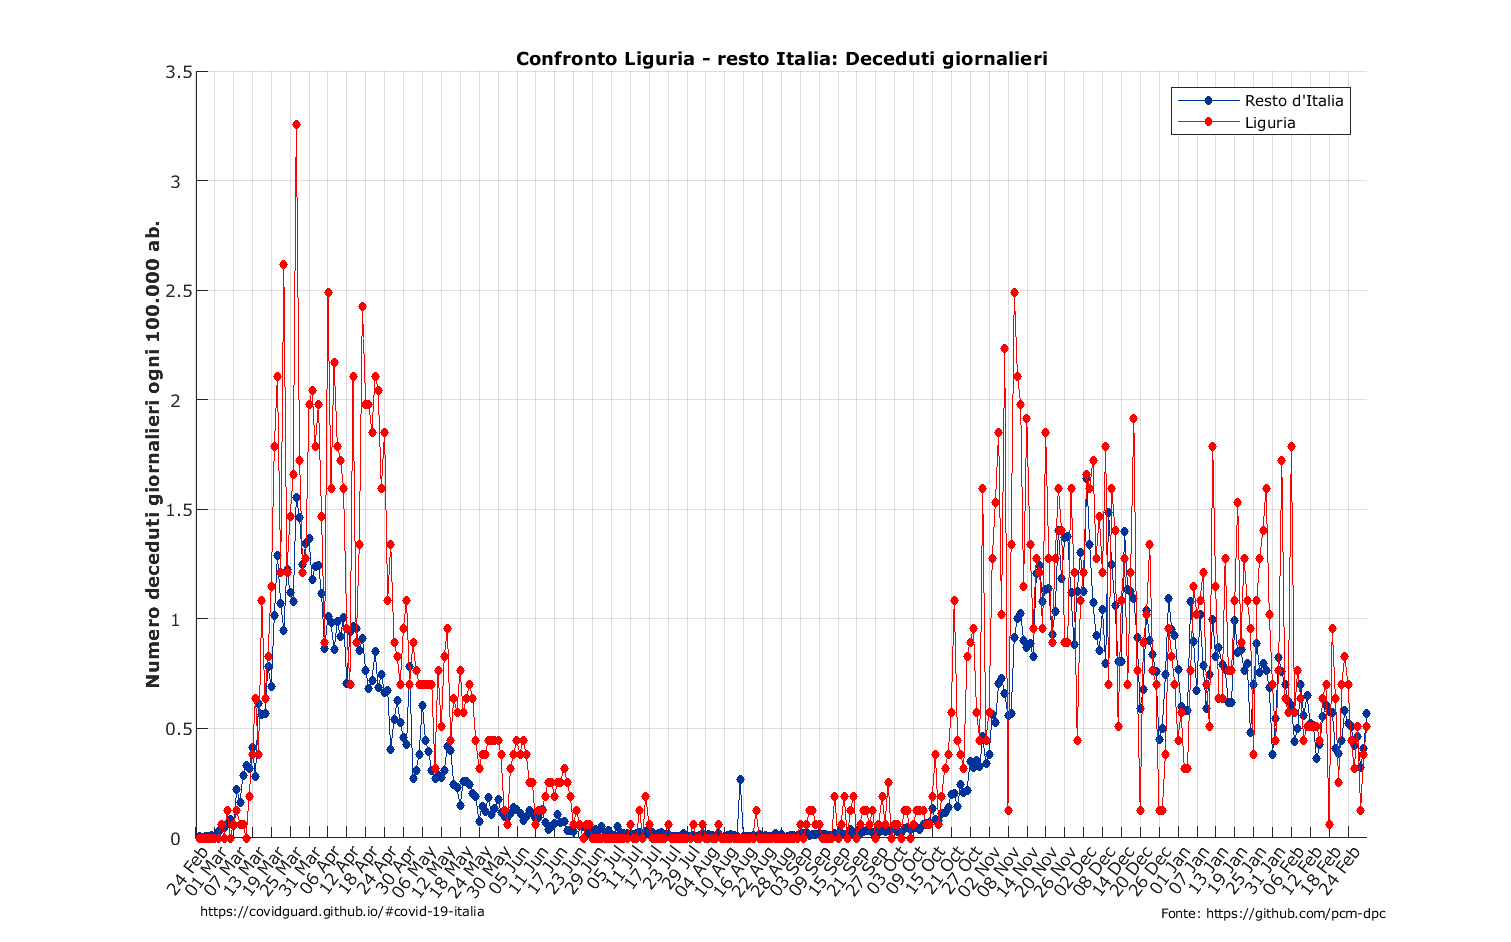 Confronto Liguria - resto Italia: Deceduti giornalieri
Resto d'Italia
Liguria
Numero deceduti giornalieri ogni 100.000 ab.
3.5
3
2.5
2
1.5
1
0.5
0
24 Feb
01 Mar
07 Mar
13 Mar
19 Mar
25 Mar
31 Mar
06 Apr
12 Apr
18 Apr
24 Apr
30 Apr
06 May
12 May
18 May
24 May
30 May
05 Jun
11 Jun
17 Jun
23 Jun
29 Jun
05 Jul
11 Jul
17 Jul
23 Jul
29 Jul
04 Aug
10 Aug
16 Aug
22 Aug
28 Aug
03 Sep
09 Sep
15 Sep
21 Sep
27 Sep
03 Oct
09 Oct
15 Oct
21 Oct
27 Oct
02 Nov
08 Nov
14 Nov
20 Nov
26 Nov
02 Dec
08 Dec
14 Dec
20 Dec
26 Dec
01 Jan
07 Jan
13 Jan
19 Jan
25 Jan
31 Jan
06 Feb
12 Feb
18 Feb
24 Feb
https://covidguard.github.io/#covid-19-italia
Fonte: https://github.com/pcm-dpc